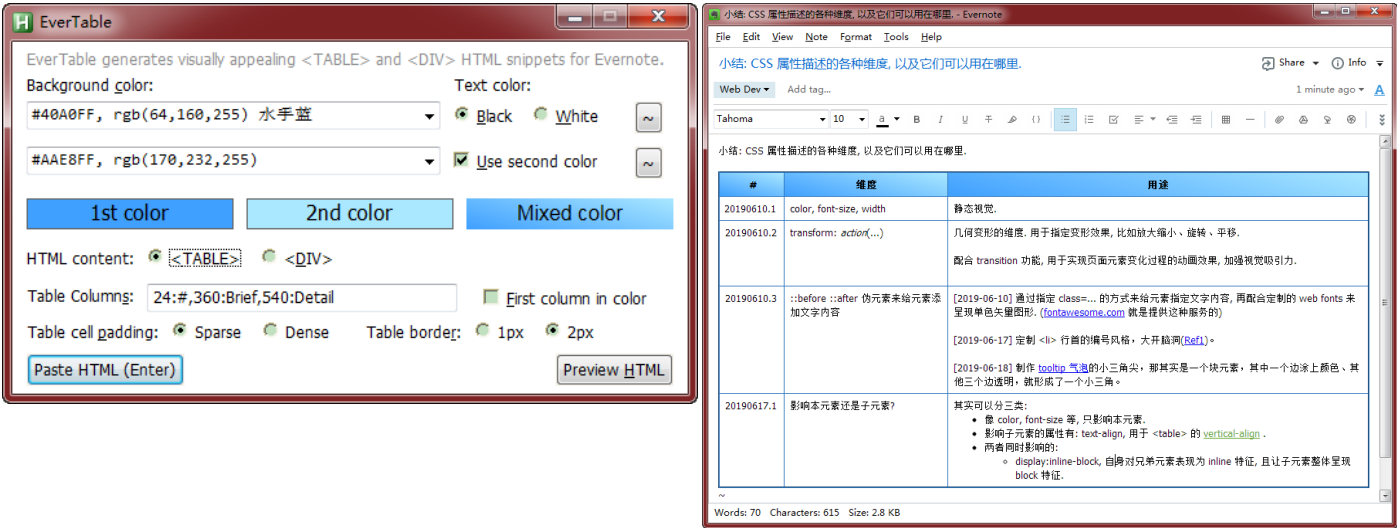 EverTable
EverTable generates visually appealing <TABLE> and <DIV> HTML snippets for Evernote.
Background color:
Text color:
#40A0FF, rgb(64,160,255) 水手蓝
Black
White
~
#AAE8FF, rgb(170,232,255)
Use second color
~
1st color
2nd color
Mixed color
HTML content:
<TABLE>
<DIV>
Table Columns:
24:#,360:Brief,540:Detail
First column in color
Table cell padding:
Sparse
Dense
Table border:
1px
2px
Paste HTML (Enter)
Preview HTML
小结: CSS 属性描述的各种维度, 以及它们可以用在哪里. - Evernote
File Edit View Note Format Tools Help
小结: CSS 属性描述的各种维度, 以及它们可以用在哪里.
Share
Info
Web Dev
Add tag...
1 minute ago
A
Tahoma
10
a
B
I
U
T
小结: CSS 属性描述的各种维度, 以及它们可以用在哪里.
# 维度 用途
20190610.1 color, font-size, width 静态视觉.
20190610.2 transform: action(...) 几何变形的维度. 用于指定变形效果, 比如放大缩小、旋转、平移.
配合 transition 功能, 用于实现页面元素变化过程的动画效果, 加强视觉吸引力.
20190610.3 ::before ::after 伪元素来给元素添
加文字内容
[2019-06-10] 通过指定 class=... 的方式来给元素指定文字内容, 再配合定制的 web fonts 来
呈现单色矢量图形. (fontawesome.com 就是提供这种服务的)
[2019-06-17] 定制 <li> 行首的编号风格，大开脑洞(Ref1)。
[2019-06-18] 制作 tooltip 气泡的小三角尖，那其实是一个块元素，其中一个边涂上颜色、其
他三个边透明，就形成了一个小三角。
20190617.1 影响本元素还是子元素? 其实可以分三类:
像 color, font-size 等, 只影响本元素.
影响子元素的属性有: text-align, 用于 <table> 的 vertical-align .
两者同时影响的:
display:inline-block, 自身对兄弟元素表现为 inline 特征, 且让子元素整体呈现
block 特征.
~
Words: 70 Characters: 615 Size: 2.8 KB